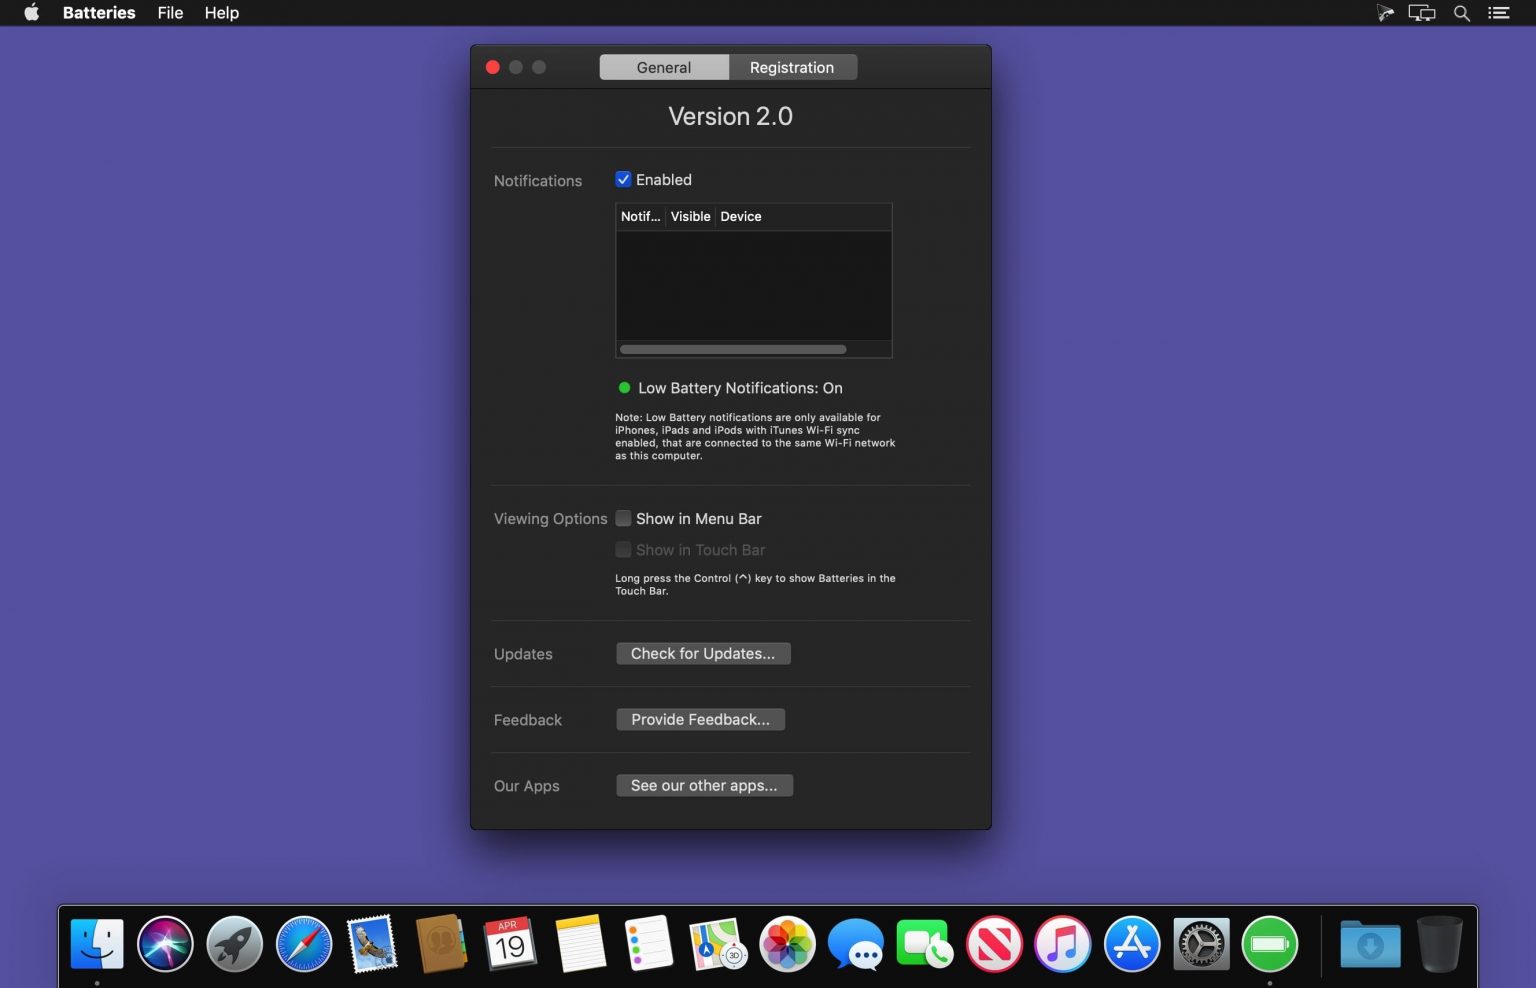 Batteries File Help
General Registration
Version 2.0
Notifications Enabled
Notif... Visible Device
Low Battery Notifications: On
Note: Low Battery notifications are only available for
iPhones, iPads and iPods with iTunes Wi-Fi sync
enabled, that are connected to the same Wi-Fi network
as this computer.
Viewing Options Show in Menu Bar
Show in Touch Bar
Long press the Control (^) key to show Batteries in the
Touch Bar.
Updates Check for Updates...
Feedback Provide Feedback...
Our Apps See our other apps...
APR
19
3D